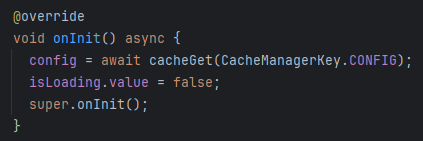 @override
void onInit() async {
  config = await cacheGet(CacheManagerKey.CONFIG);
  isLoading.value = false;
  super.onInit();
}